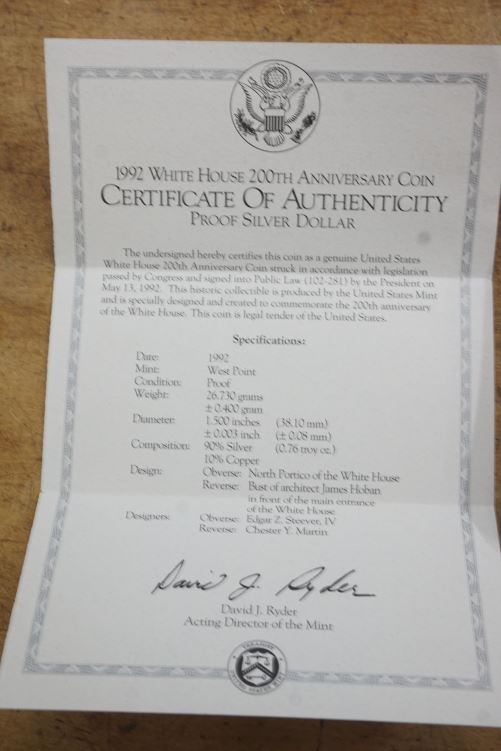 1992 WHITE HOUSE 200TH ANNIVERSARY COIN
CERTIFICATE OF AUTHENTICITY
PROOF SILVER DOLLAR
The undersigned hereby certifies this coin as a genuine United States
White House 200th Anniversary Coin struck in accordance with legislation
passed by Congress and signed into Public Law (102-281) by the President on
May 13, 1992. This historic collectible is produced by the United States Mint
and is specially designed and created to commemorate the 200th anniversary
of the White House. This coin is legal tender of the United States.
Specifications:
Date: 1992
Mint: West Point
Condition: Proof
Weight: 26.730 grams
± 0.400 gram
Diameter: 1.500 inches (38.10 mm)
± 0.003 inch (± 0.08 mm)
Composition: 90% Silver (0.76 troy oz.)
10% Copper
Design: Obverse: North Portico of the White House
Reverse: Bust of architect James Hoban
in front of the main entrance
of the White House
Designers: Obverse: Edgar Z. Steever, IV
Reverse: Chester Y. Martin
David J. Ryder
David J. Ryder
Acting Director of the Mint
TREASURY
UNITED STATES MINT